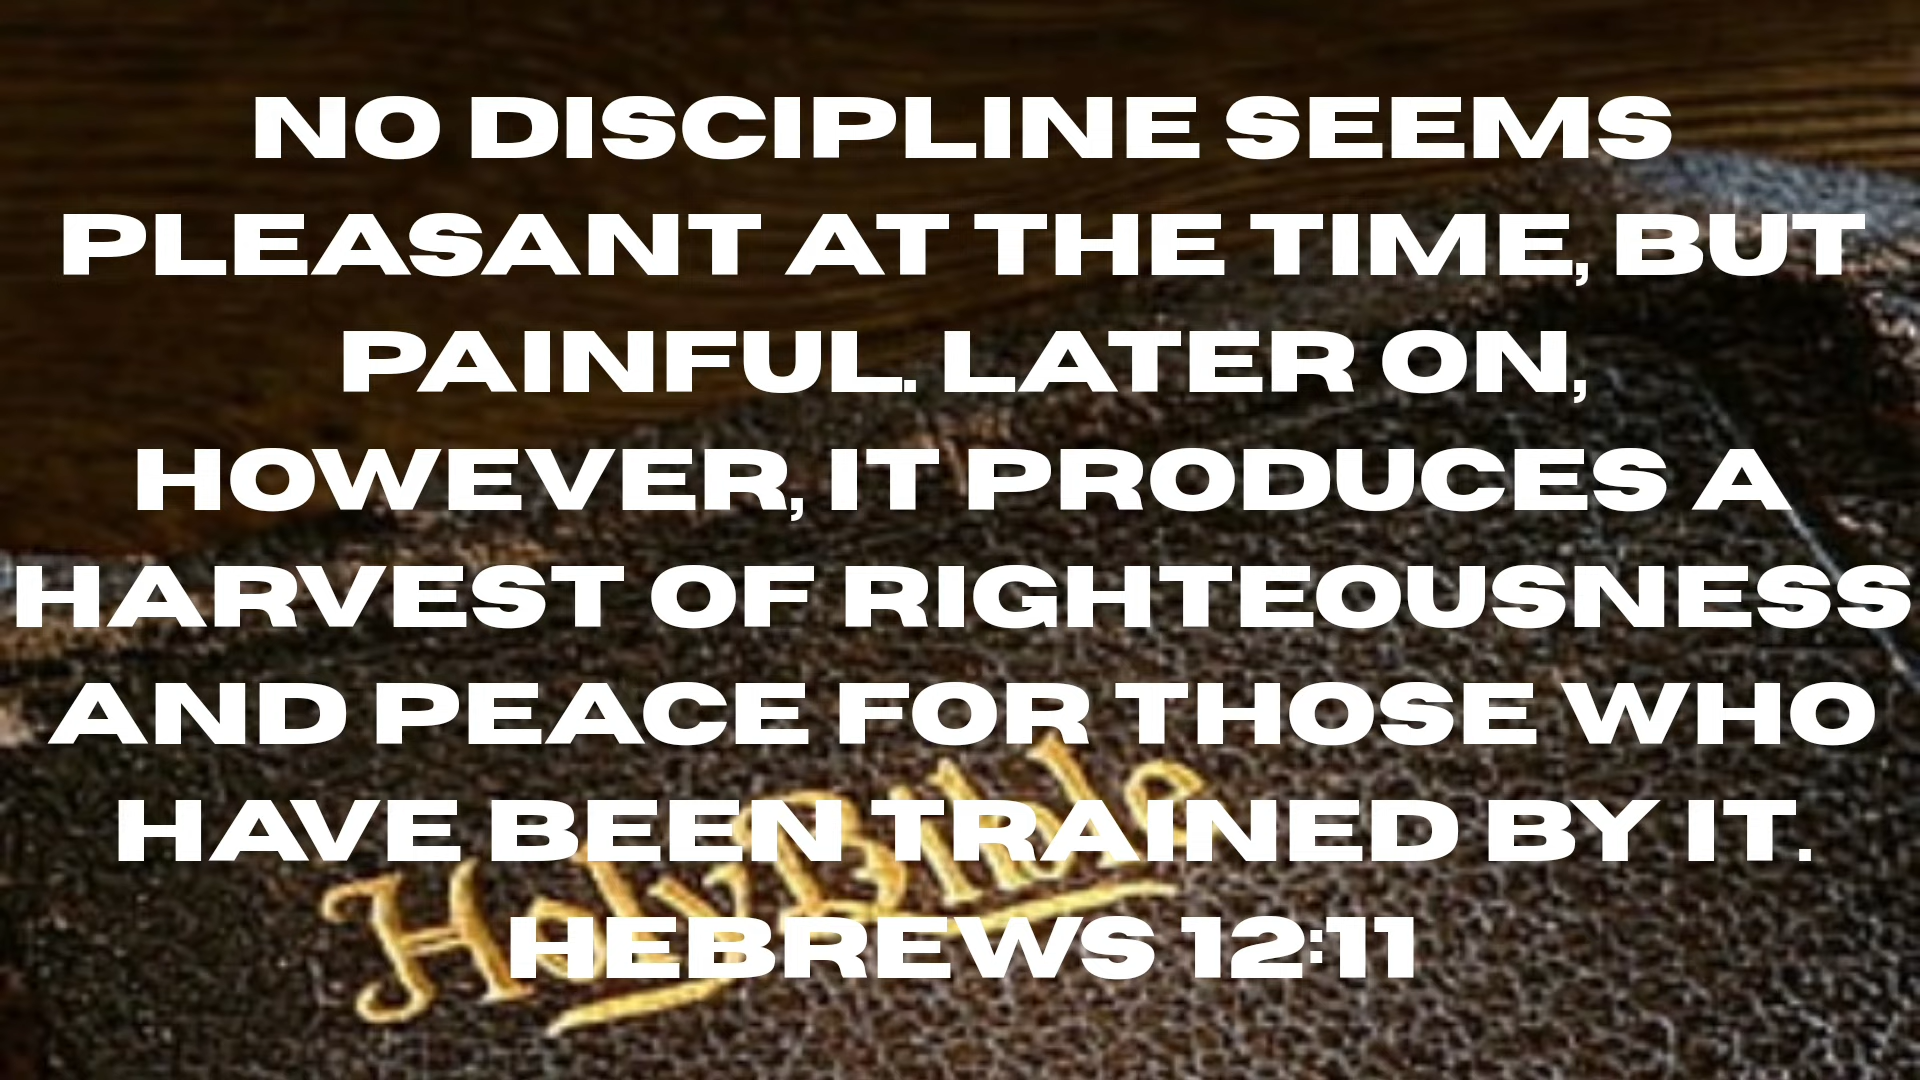 NO DISCIPLINE SEEMS
PLEASANT AT THE TIME, BUT
PAINFUL. LATER ON,
HOWEVER, IT PRODUCES A
HARVEST OF RIGHTEOUSNESS
AND PEACE FOR THOSE WHO
HAVE BEEN TRAINED BY IT.
HEBREWS 12:11
Holy Bible